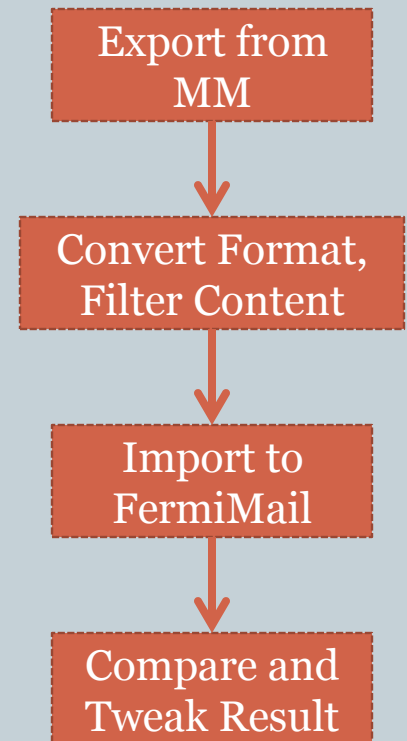 Export from
MM
Convert Format,
Filter Content
Import to
FermiMail
Compare and
Tweak Result